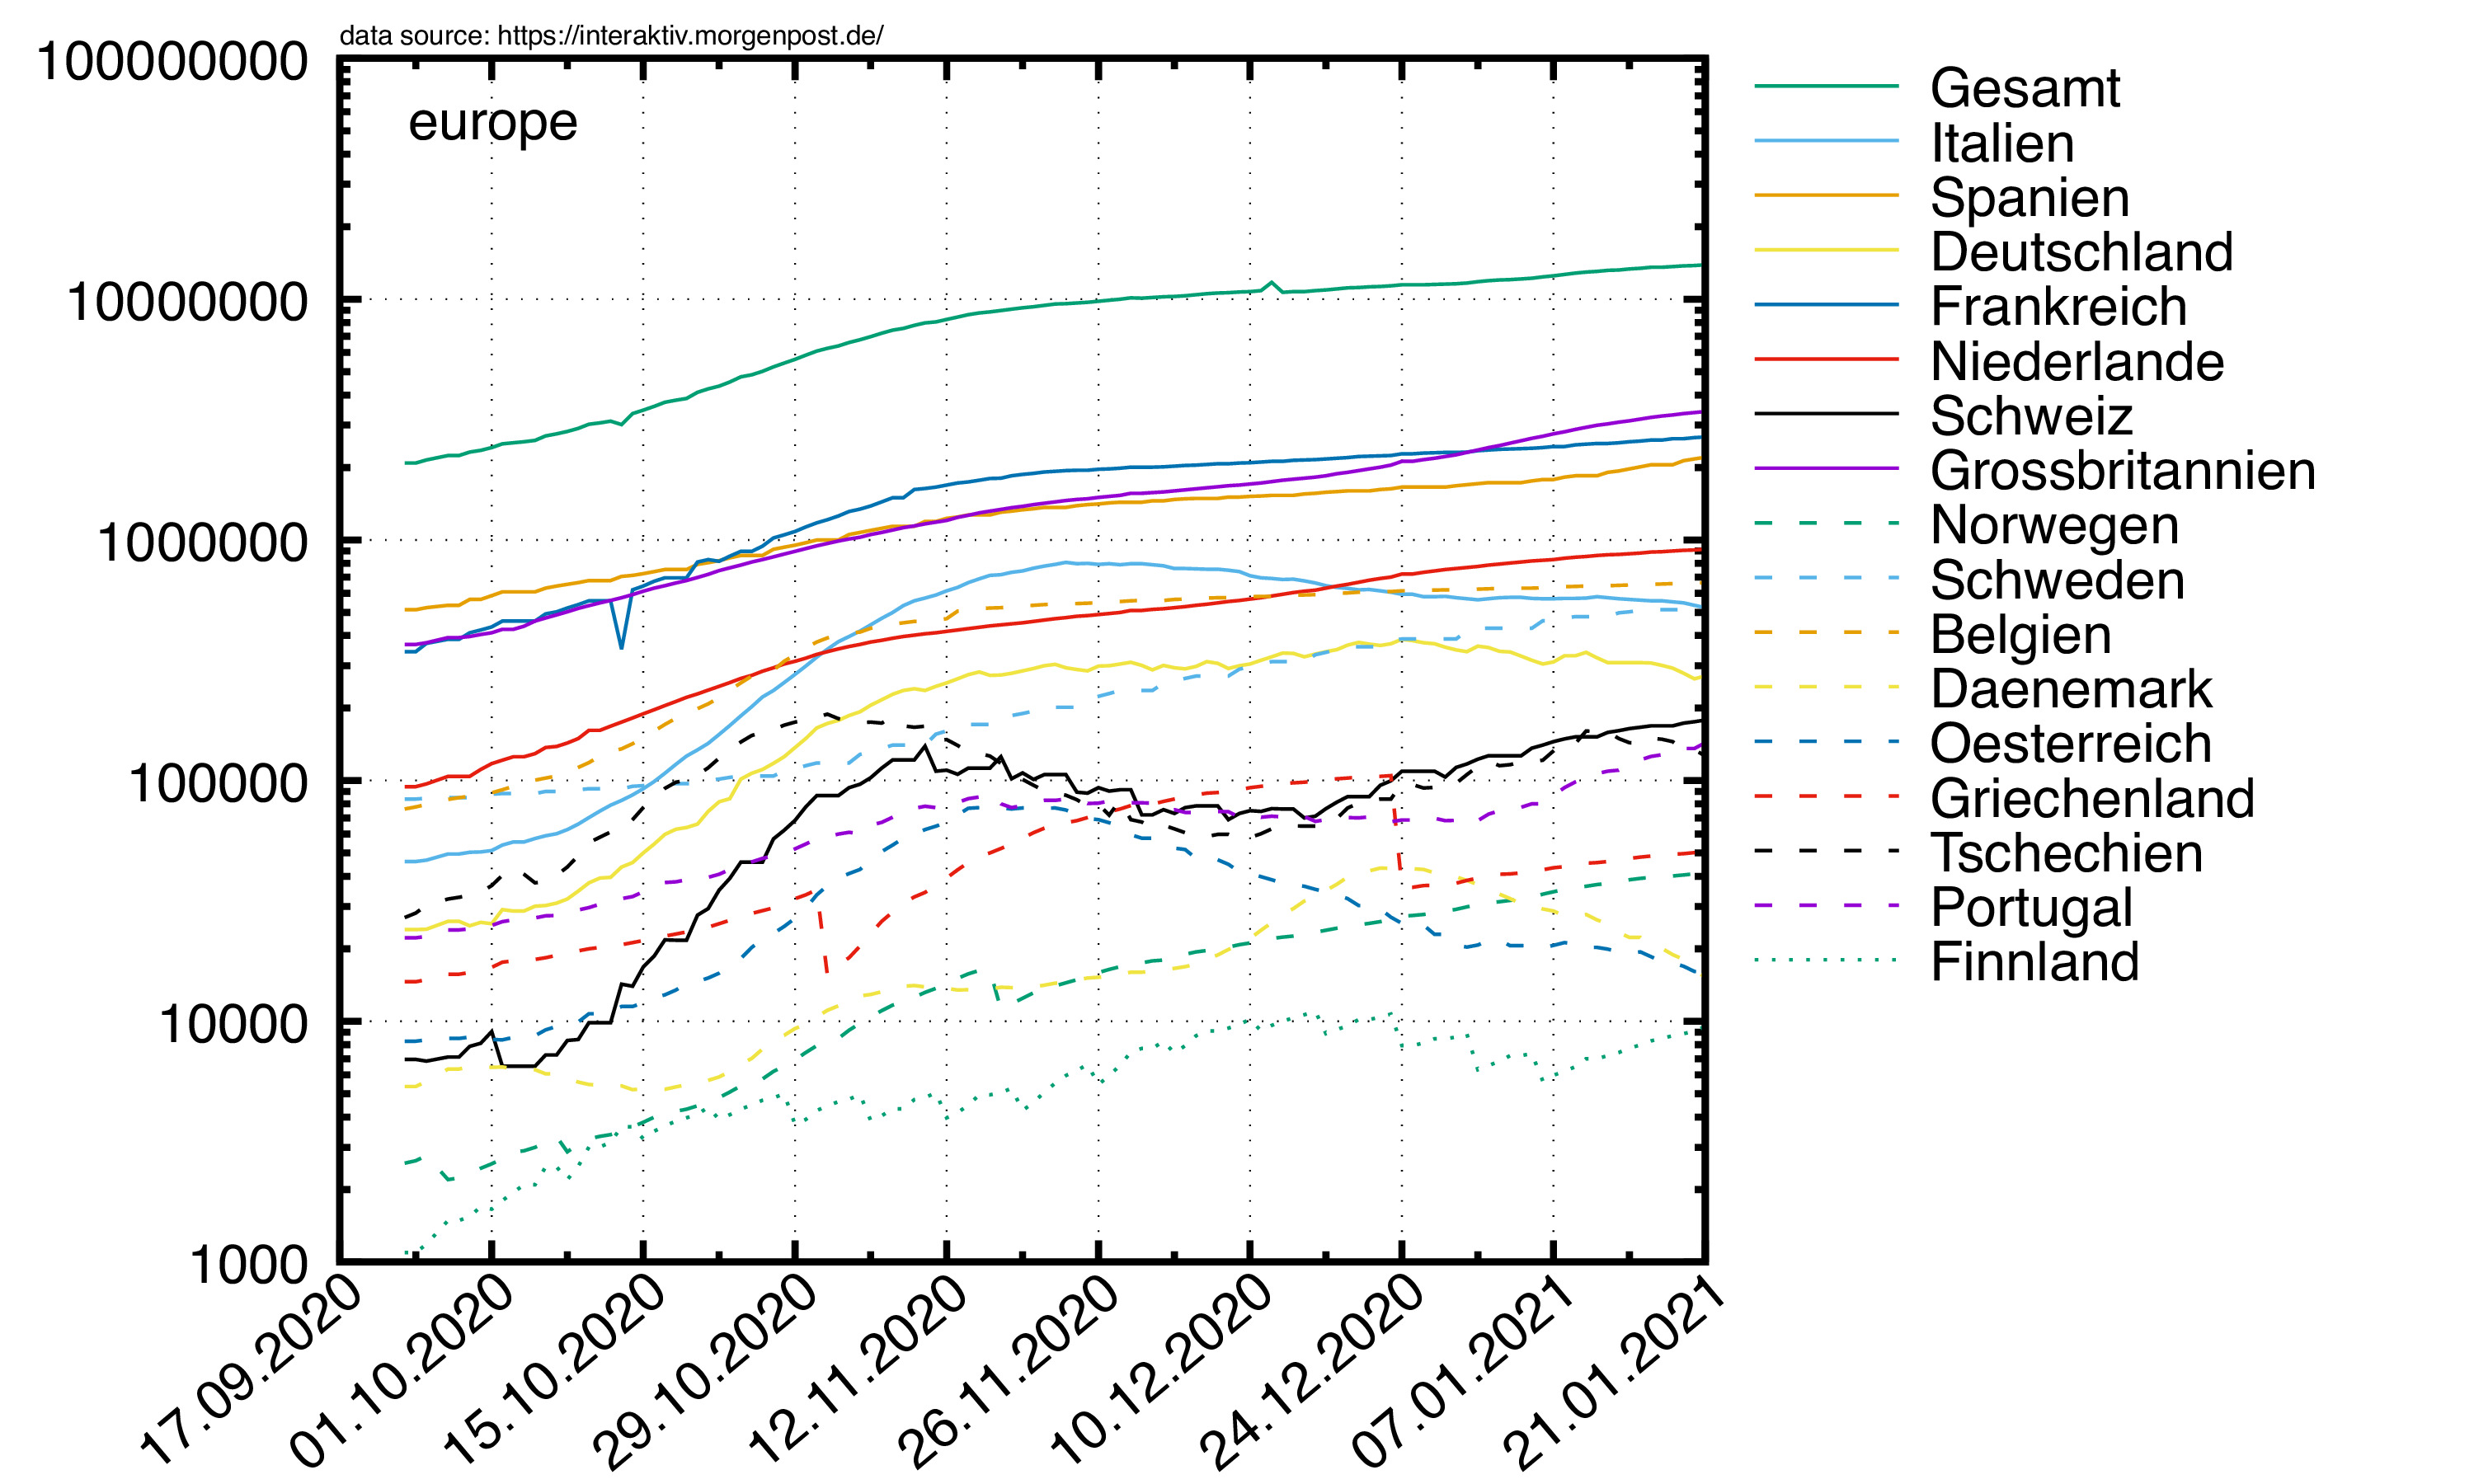 data source: https://interaktiv.morgenpost.de/
europe
100000000
10000000
1000000
100000
10000
1000
17.09.2020
01.10.2020
15.10.2020
29.10.2020
12.11.2020
26.11.2020
10.12.2020
24.12.2020
07.01.2021
21.01.2021
Gesamt
Italien
Spanien
Deutschland
Frankreich
Niederlande
Schweiz
Grossbritannien
Norwegen
Schweden
Belgien
Daenemark
Oesterreich
Griechenland
Tschechien
Portugal
Finnland